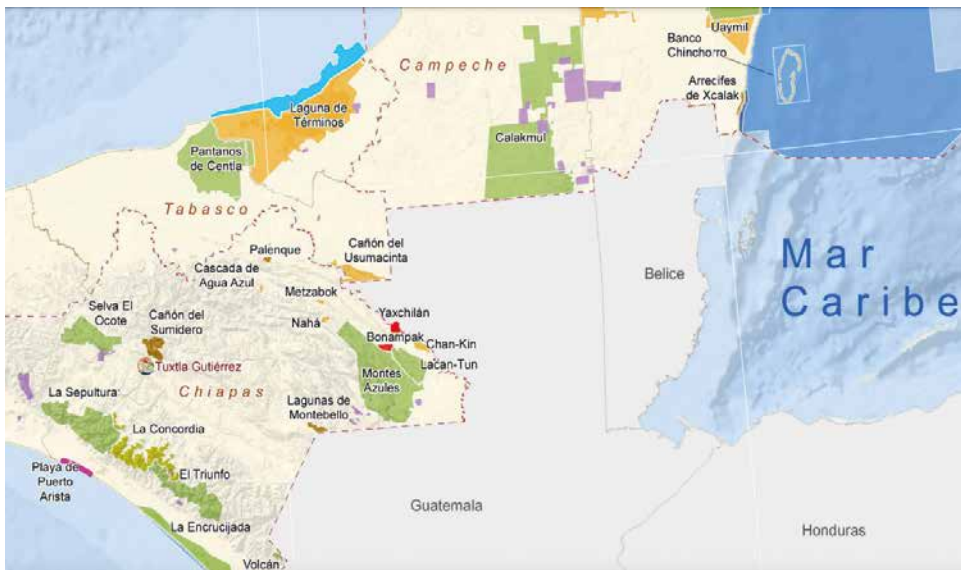 Uaymil
Banco
Chinchorro
Campeche
Arrecifes
de Xcalak
Laguna de
Términos
Calakmul
Pantanos
de Centla
Tabasco
Palenque
Cañón del
Usumacinta
Mar
Caribe
Cascada de
Agua Azul
Belice
Metzabok
Selva El
Ocote
Cañón del
Sumidero
Nahá
Yaxchilán
Bonampak
Chan-Kin
Tuxtla Gutiérrez
Lacan-Tun
Montes
Azules
La Sepultura
Chiapas
Lagunas de
Montebello
La Concordia
Playa de
Puerto
Arista
El Triunfo
Guatemala
La Encrucijada
Honduras
Volcán